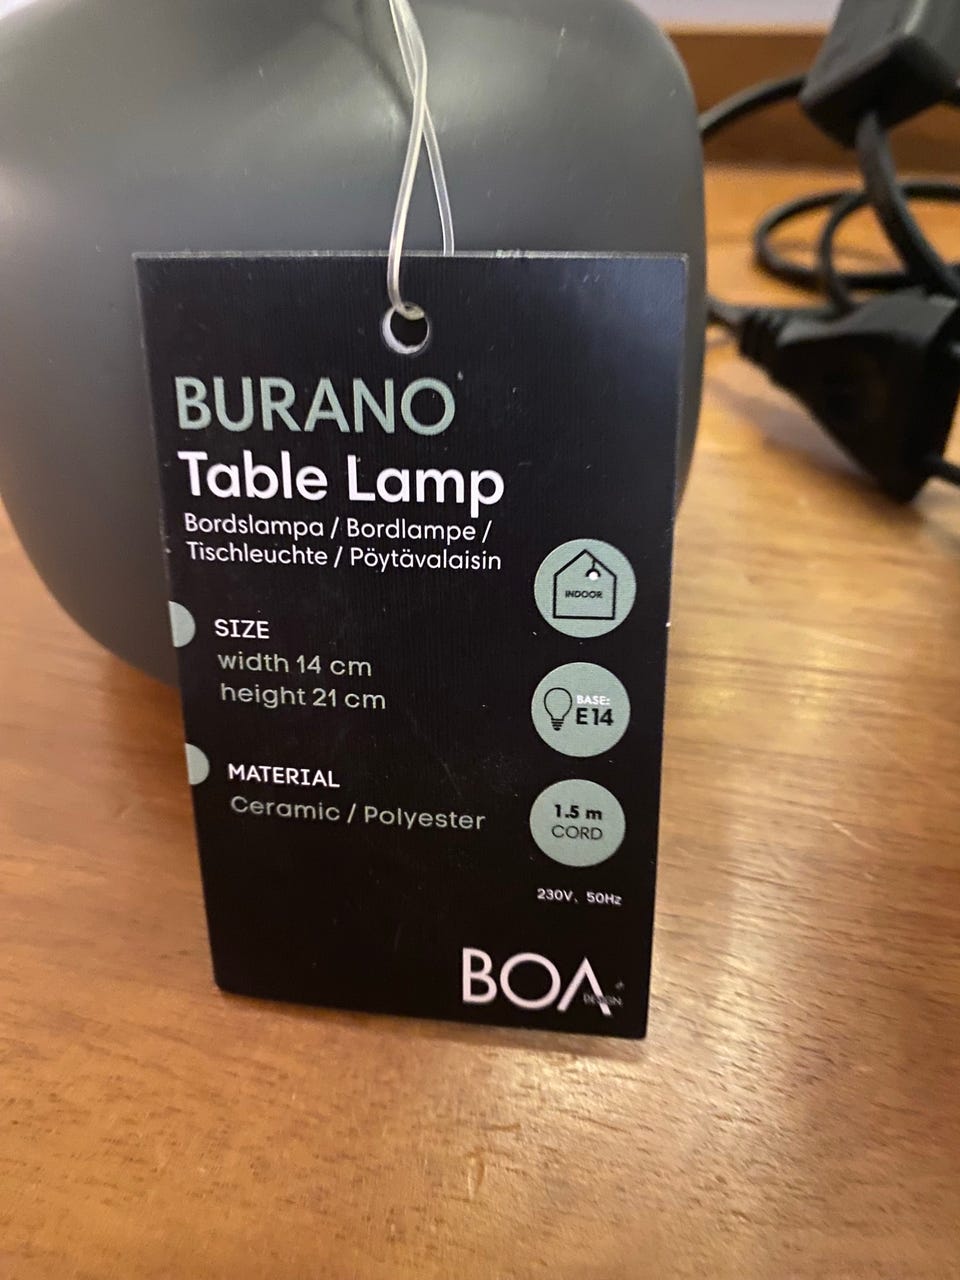 BURANO
Table Lamp
Bordslampa / Bordlampe /
Tischleuchte / Pöytävalaisin
INDOOR
SIZE
width 14 cm
height 21 cm
BASE:
E14
MATERIAL
Ceramic / Polyester
1.5 m
CORD
230V, 50Hz
BOA
DESIGN